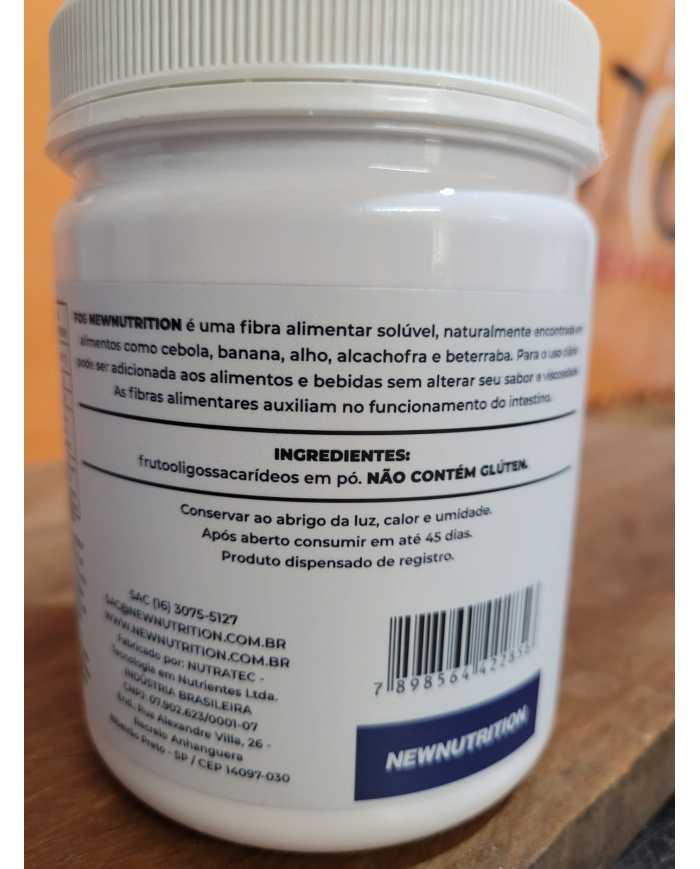 FOS NEWNUTRITION é uma fibra alimentar solúvel, naturalmente encontrada em
alimentos como cebola, banana, alho, alcachofra e beterraba. Para o uso diário
pode ser adicionada aos alimentos e bebidas sem alterar seu sabor e viscosidade.
As fibras alimentares auxiliam no funcionamento do intestino.
INGREDIENTES:
frutooligossacarídeos em pó. NÃO CONTÉM GLÚTEN.
Conservar ao abrigo da luz, calor e umidade.
Após aberto consumir em até 45 dias.
Produto dispensado de registro.
SAC (16) 3075-5127
SAC@NEWNUTRITION.COM.BR
WWW.NEWNUTRITION.COM.BR
Fabricado por: NUTRATEC -
Tecnologia em Nutrientes Ltda.
INDÚSTRIA BRASILEIRA
CNPJ: 07.902.623/0001-07
End.: Rua Alexandre Villa, 26 -
Recreio Anhanguera
Ribeirão Preto - SP / CEP 14097-030
7 898564 422856
NEWNUTRITION